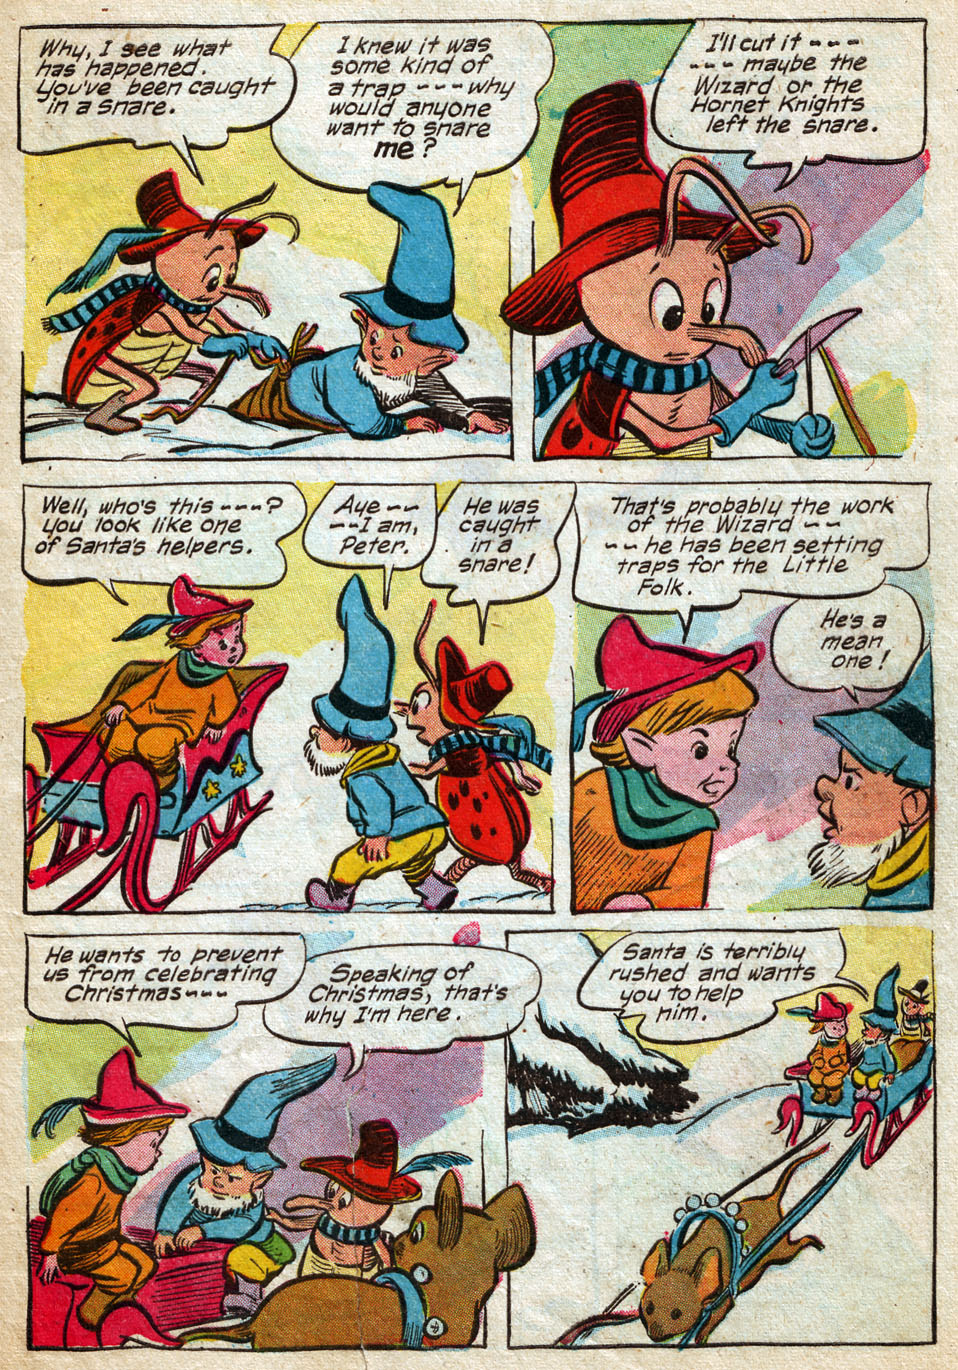 Why, I see what
has happened.
You've been caught
in a snare.
I knew it was
some kind of
a trap --- why
would anyone
want to snare
me?
I'll cut it ---
--- maybe the
Wizard or the
Hornet Knights
left the snare.
Well, who's this ---?
You look like one
of Santa's helpers.
Aye --
--I am,
Peter.
He was
caught
in a
snare!
That's probably the work
of the Wizard --
-- he has been setting
traps for the Little
Folk.
He's a
mean
one!
He wants to prevent
us from celebrating
Christmas---
Speaking of
Christmas, that's
why I'm here.
Santa is terribly
rushed and wants
you to help
him.